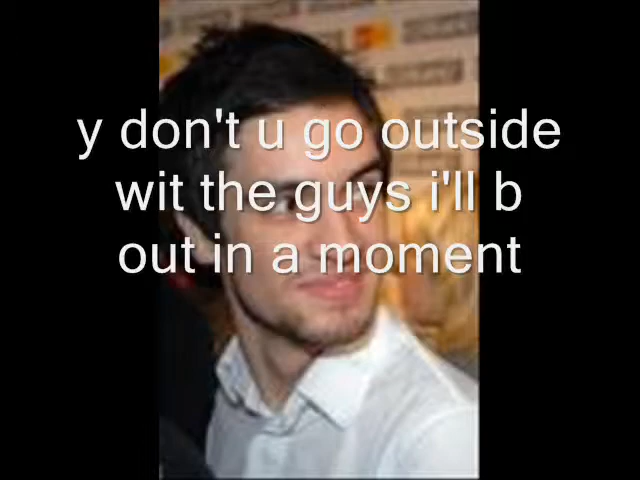 y don't u go outside
wit the guys i'll b
out in a moment